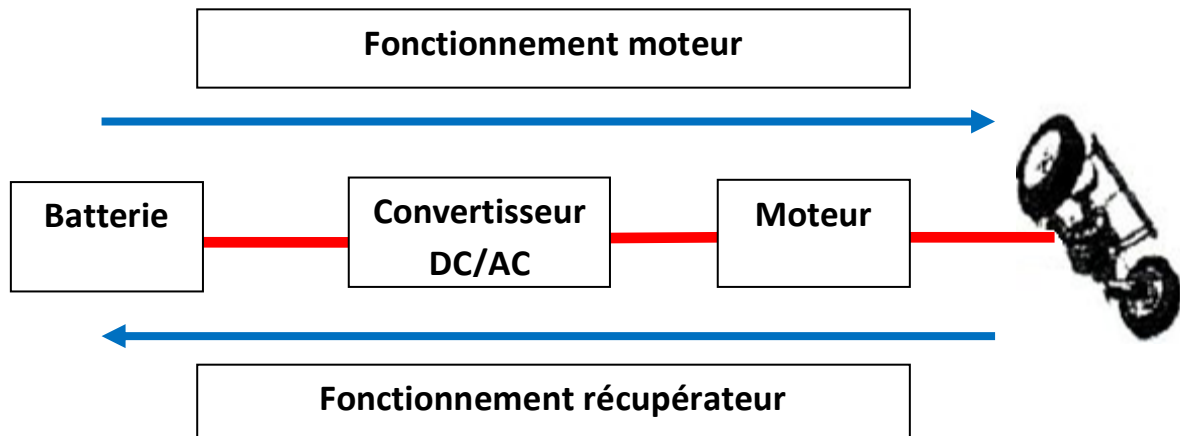 Fonctionnement moteur
Batterie
Convertisseur
DC/AC
Moteur
Fonctionnement récupérateur